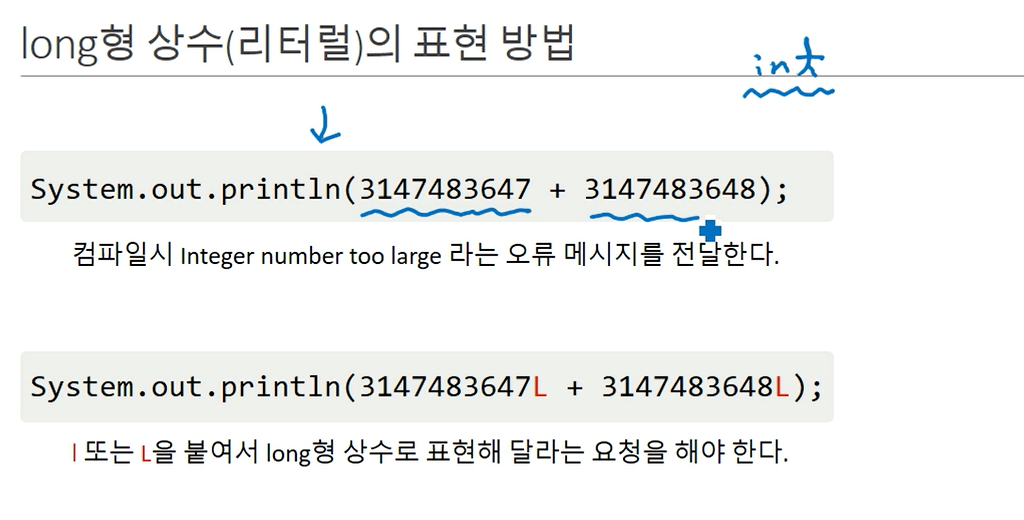 long형 상수(리터럴)의 표현 방법
int
System.out.println(3147483647 + 3147483648);
컴파일시 Integer number too large 라는 오류 메시지를 전달한다.
System.out.println(3147483647L + 3147483648L);
l 또는 L을 붙여서 long형 상수로 표현해 달라는 요청을 해야 한다.